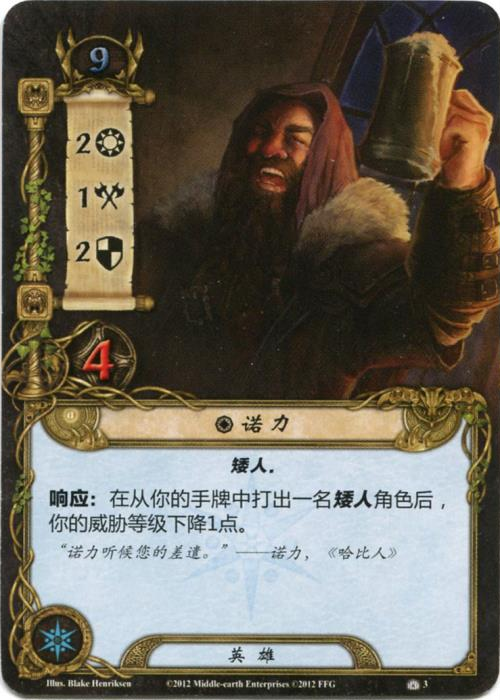 9
2
1
2
4
诺力
矮人.
响应：在从你的手牌中打出一名矮人角色后，
你的威胁等级下降1点。
“诺力听候您的差遣。”——诺力，《哈比人》
英雄
Illus. Blake Henriksen ©2012 Middle-earth Enterprises ©2012 FFG 3